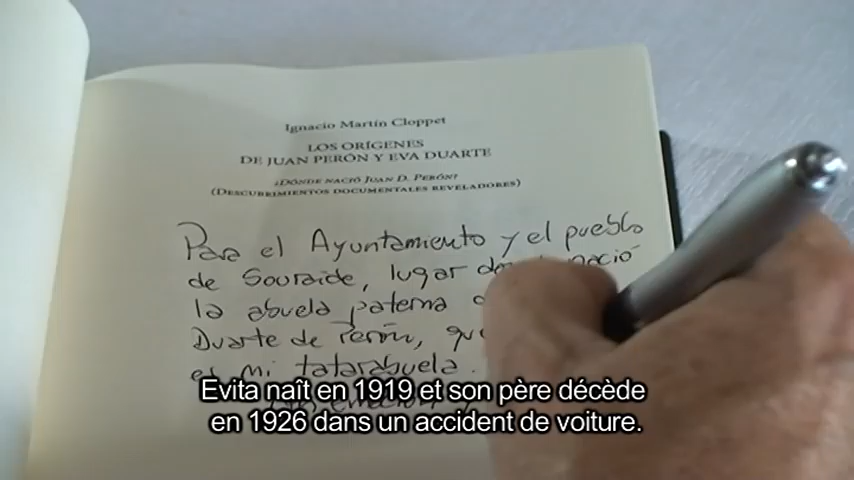 Ignacio Martín Cloppet
LOS ORÍGENES
DE JUAN PERÓN Y EVA DUARTE
¿DÓNDE NACIÓ JUAN D. PERÓN?
(DESCUBRIMIENTOS DOCUMENTALES REVELADORES)
Para el Ayuntamiento y el pueblo
de Souraide, lugar nació
la abuela paterna
Duarte de Perón,
es mi tatarabuela.
Evita naît en 1919 et son père décède
en 1926 dans un accident de voiture.